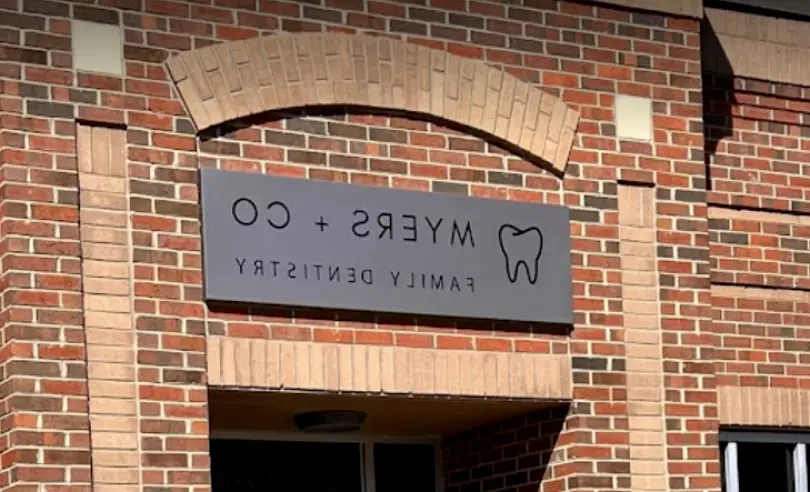 MYERS + CO
FAMILY DENTISTRY